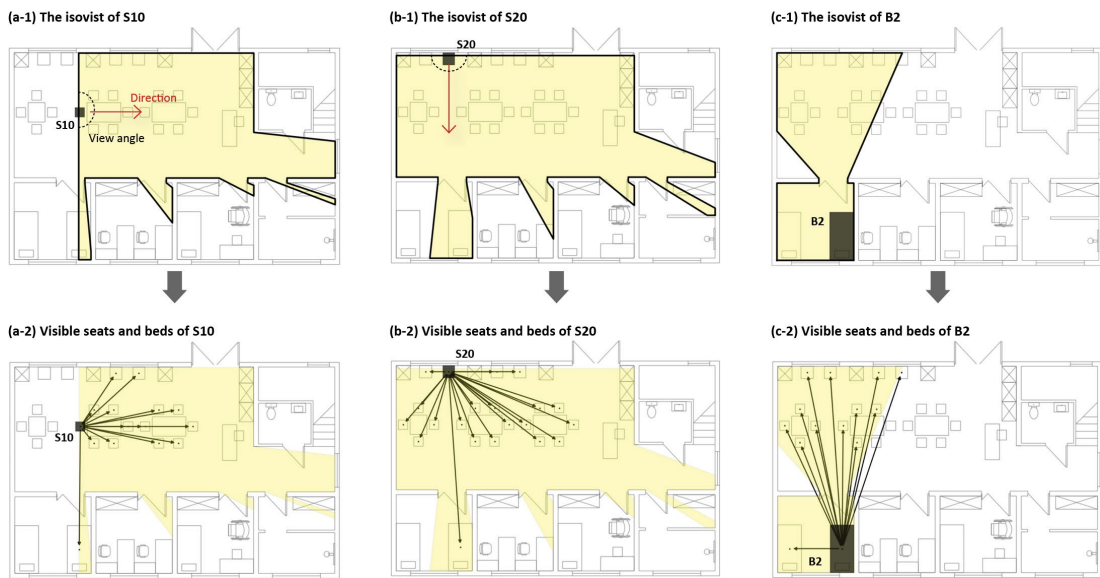 (a-1) The isovist of S10
(b-1) The isovist of S20
(c-1) The isovist of B2
S20
Direction
S10
View angle
B2
(a-2) Visible seats and beds of S10
(b-2) Visible seats and beds of S20
(c-2) Visible seats and beds of B2
S20
S10
B2